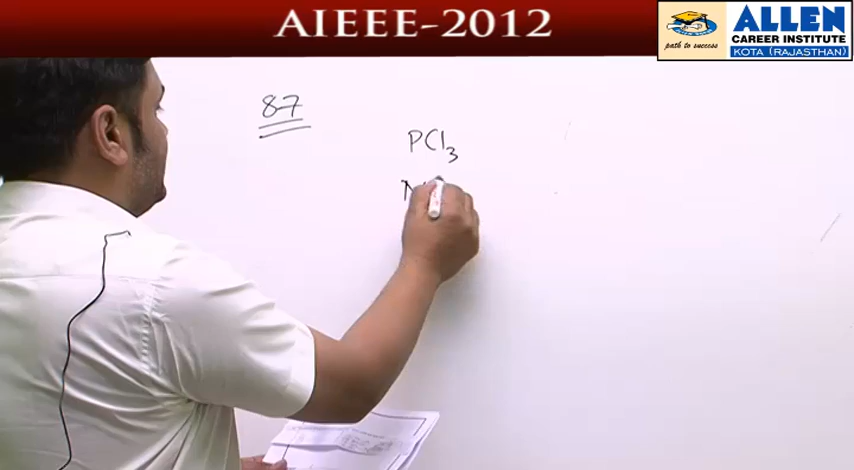 AIEEE-2012
path to success
ALLEN
CAREER INSTITUTE
KOTA (RAJASTHAN)
87
PCl3